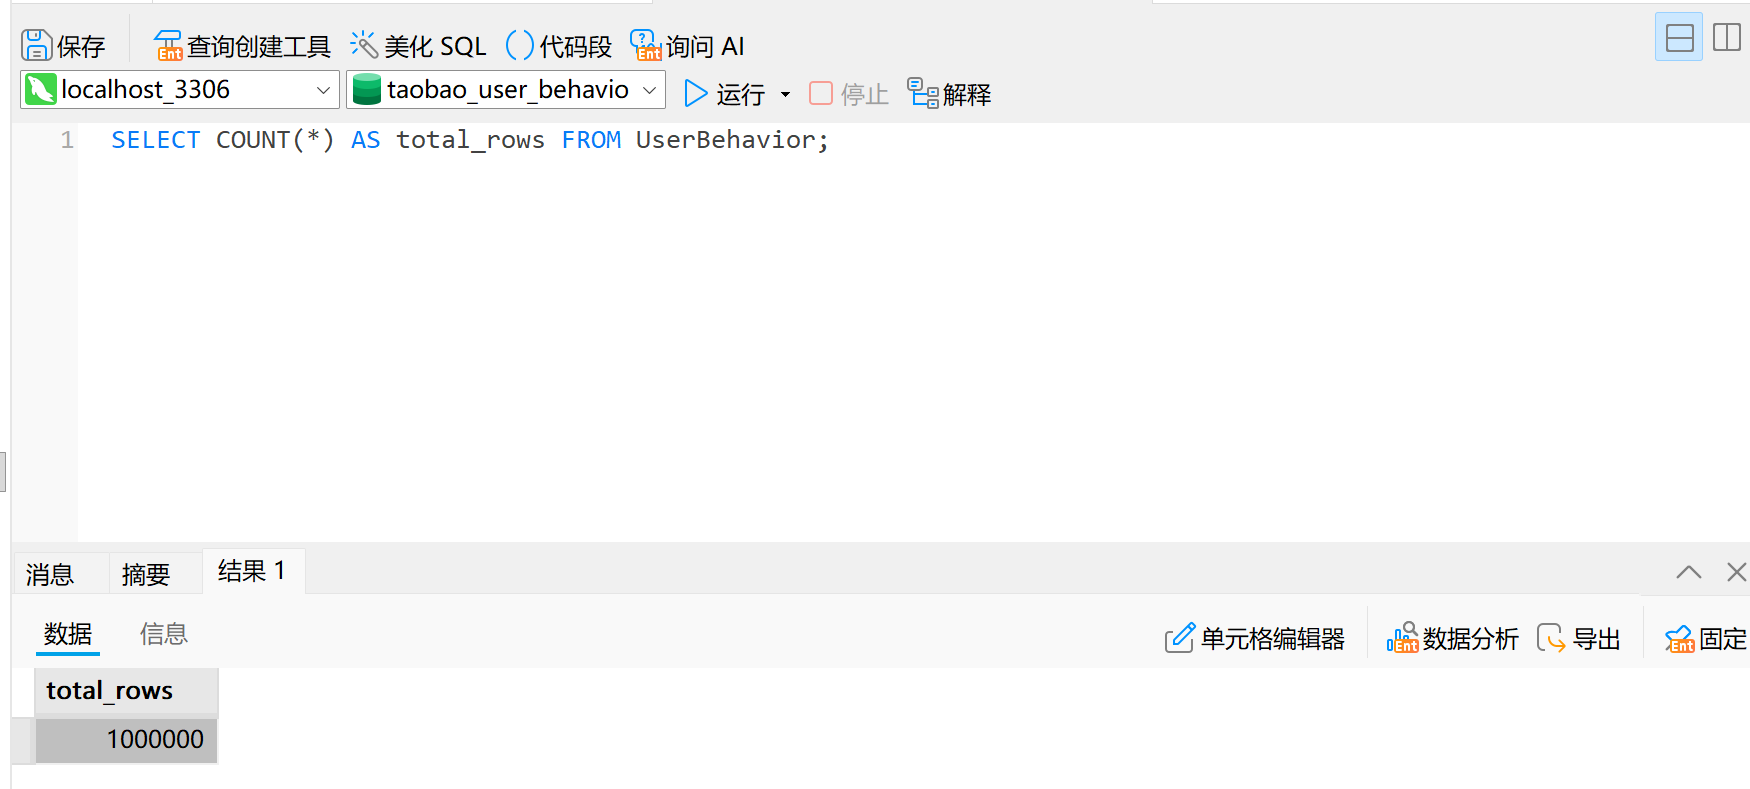 保存 查询创建工具 美化 SQL 代码段 询问 AI
localhost_3306 taobao_user_behavio 运行 停止 解释
1 SELECT COUNT(*) AS total_rows FROM UserBehavior;
消息 摘要 结果 1
数据 信息 单元格编辑器 数据分析 导出 固定
total_rows
1000000